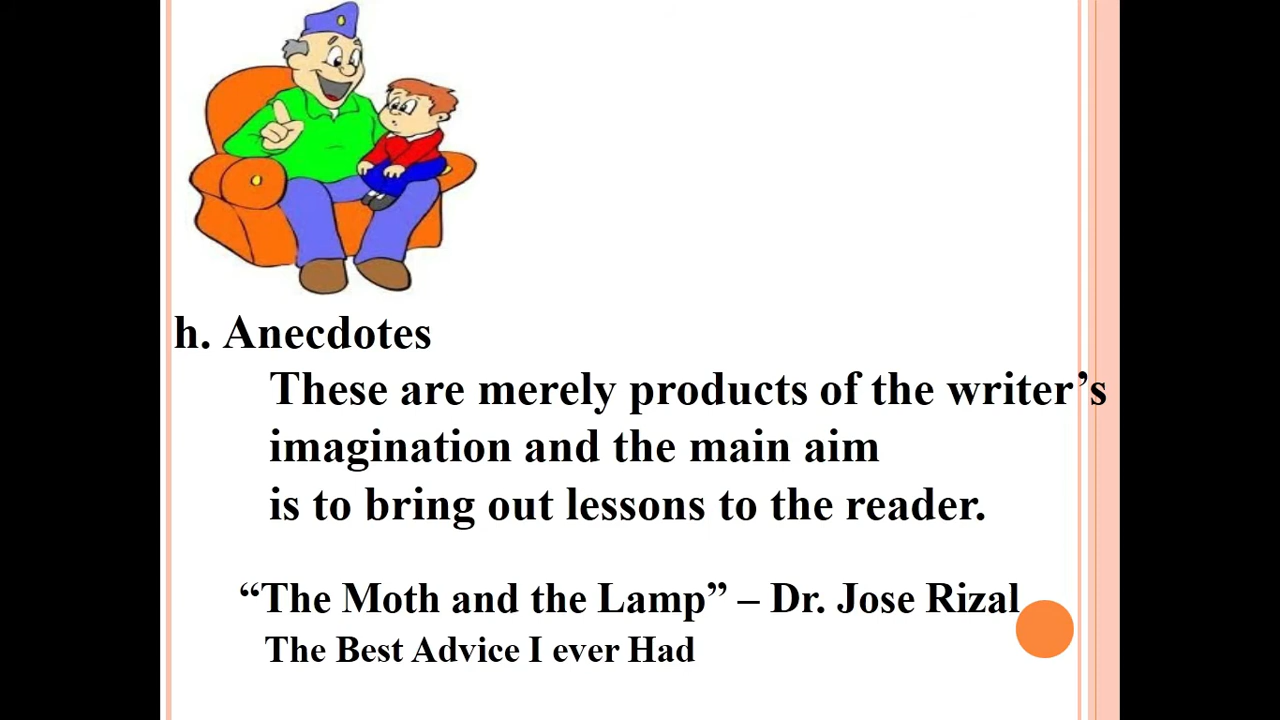 h. Anecdotes
These are merely products of the writer’s
imagination and the main aim
is to bring out lessons to the reader.
“The Moth and the Lamp” – Dr. Jose Rizal
The Best Advice I ever Had